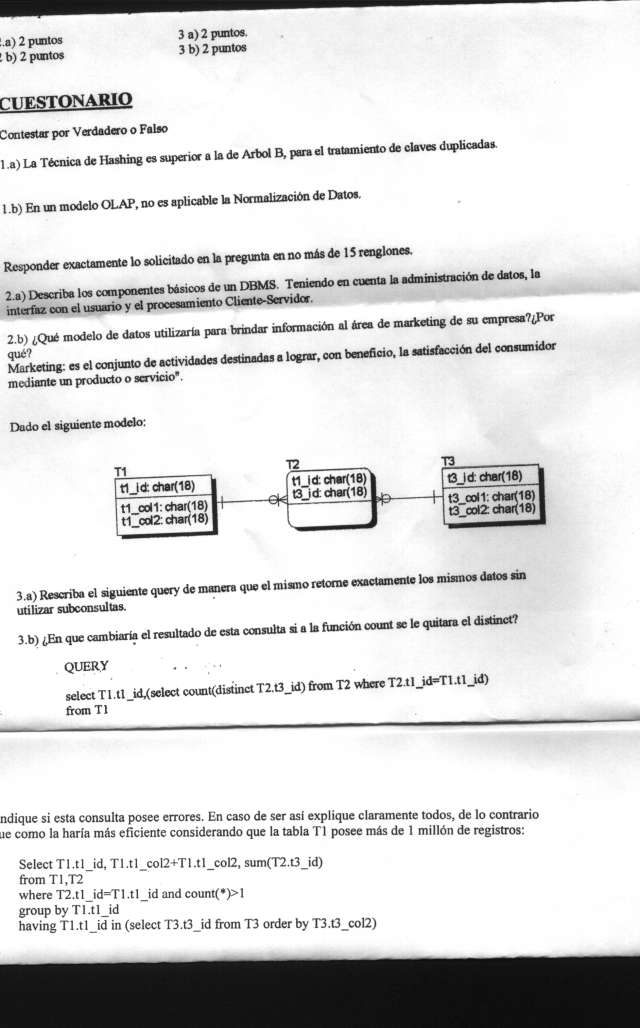 .a) 2 puntos
3 a) 2 puntos.
b) 2 puntos
3 b) 2 puntos
CUESTONARIO
Contestar por Verdadero o Falso
1.a) La Técnica de Hashing es superior a la de Arbol B, para el tratamiento de claves duplicadas.
1.b) En un modelo OLAP, no es aplicable la Normalización de Datos.
Responder exactamente lo solicitado en la pregunta en no más de 15 renglones.
2.a) Describa los componentes básicos de un DBMS. Teniendo en cuenta la administración de datos, la
interfaz con el usuario y el procesamiento Cliente-Servidor.
2.b) ¿Qué modelo de datos utilizaría para brindar información al área de marketing de su empresa?¿Por
qué?
Marketing: es el conjunto de actividades destinadas a lograr, con beneficio, la satisfacción del consumidor
mediante un producto o servicio".
Dado el siguiente modelo:
T1
t1_id: char(18)
t1_col1: char(18)
t1_col2: char(18)
T2
t1_id: char(18)
t3_id: char(18)
T3
t3_id: char(18)
t3_col1: char(18)
t3_col2: char(18)
3.a) Rescriba el siguiente query de manera que el mismo retorne exactamente los mismos datos sin
utilizar subconsultas.
3.b) ¿En que cambiaría el resultado de esta consulta si a la función count se le quitara el distinct?
QUERY
select T1.t1_id,(select count(distinct T2.t3_id) from T2 where T2.t1_id=T1.t1_id)
from T1
ndique si esta consulta posee errores. En caso de ser así explique claramente todos, de lo contrario
ue como la haría más eficiente considerando que la tabla T1 posee más de 1 millón de registros:
Select T1.t1_id, T1.t1_col2+T1.t1_col2, sum(T2.t3_id)
from T1,T2
where T2.t1_id=T1.t1_id and count(*)>1
group by T1.t1_id
having T1.t1_id in (select T3.t3_id from T3 order by T3.t3_col2)